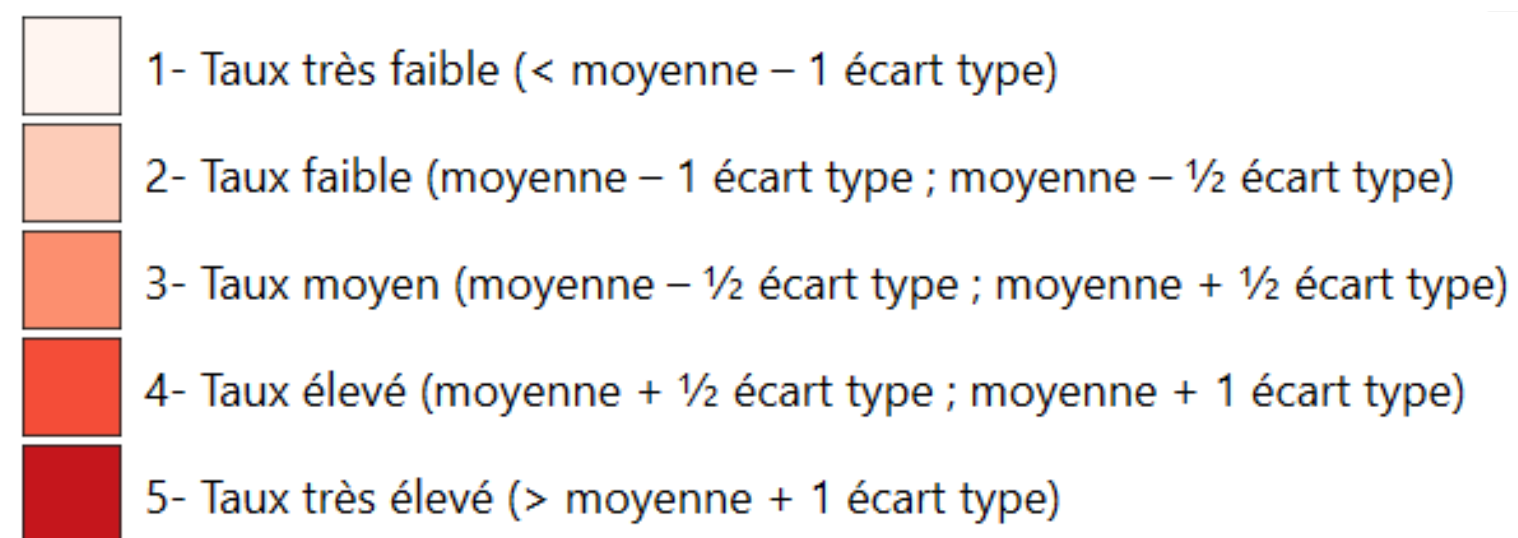 1- Taux très faible (< moyenne – 1 écart type)
2- Taux faible (moyenne – 1 écart type ; moyenne – ½ écart type)
3- Taux moyen (moyenne – ½ écart type ; moyenne + ½ écart type)
4- Taux élevé (moyenne + ½ écart type ; moyenne + 1 écart type)
5- Taux très élevé (> moyenne + 1 écart type)